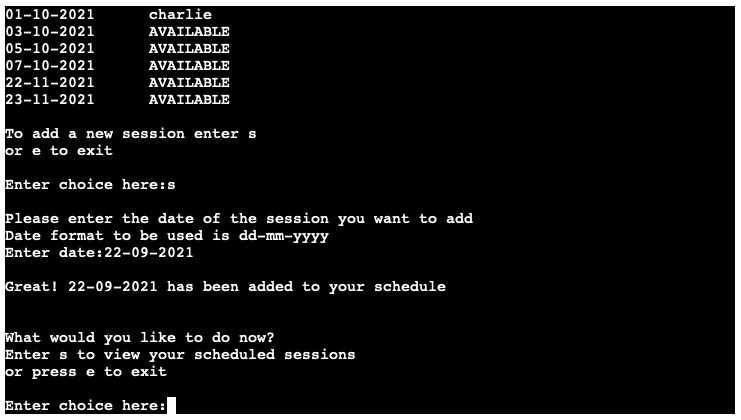 01-10-2021      charlie
03-10-2021      AVAILABLE
05-10-2021      AVAILABLE
07-10-2021      AVAILABLE
22-11-2021      AVAILABLE
23-11-2021      AVAILABLE
To add a new session enter s
or e to exit
Enter choice here:s
Please enter the date of the session you want to add
Date format to be used is dd-mm-yyyy
Enter date:22-09-2021
Great! 22-09-2021 has been added to your schedule
What would you like to do now?
Enter s to view your scheduled sessions
or press e to exit
Enter choice here: